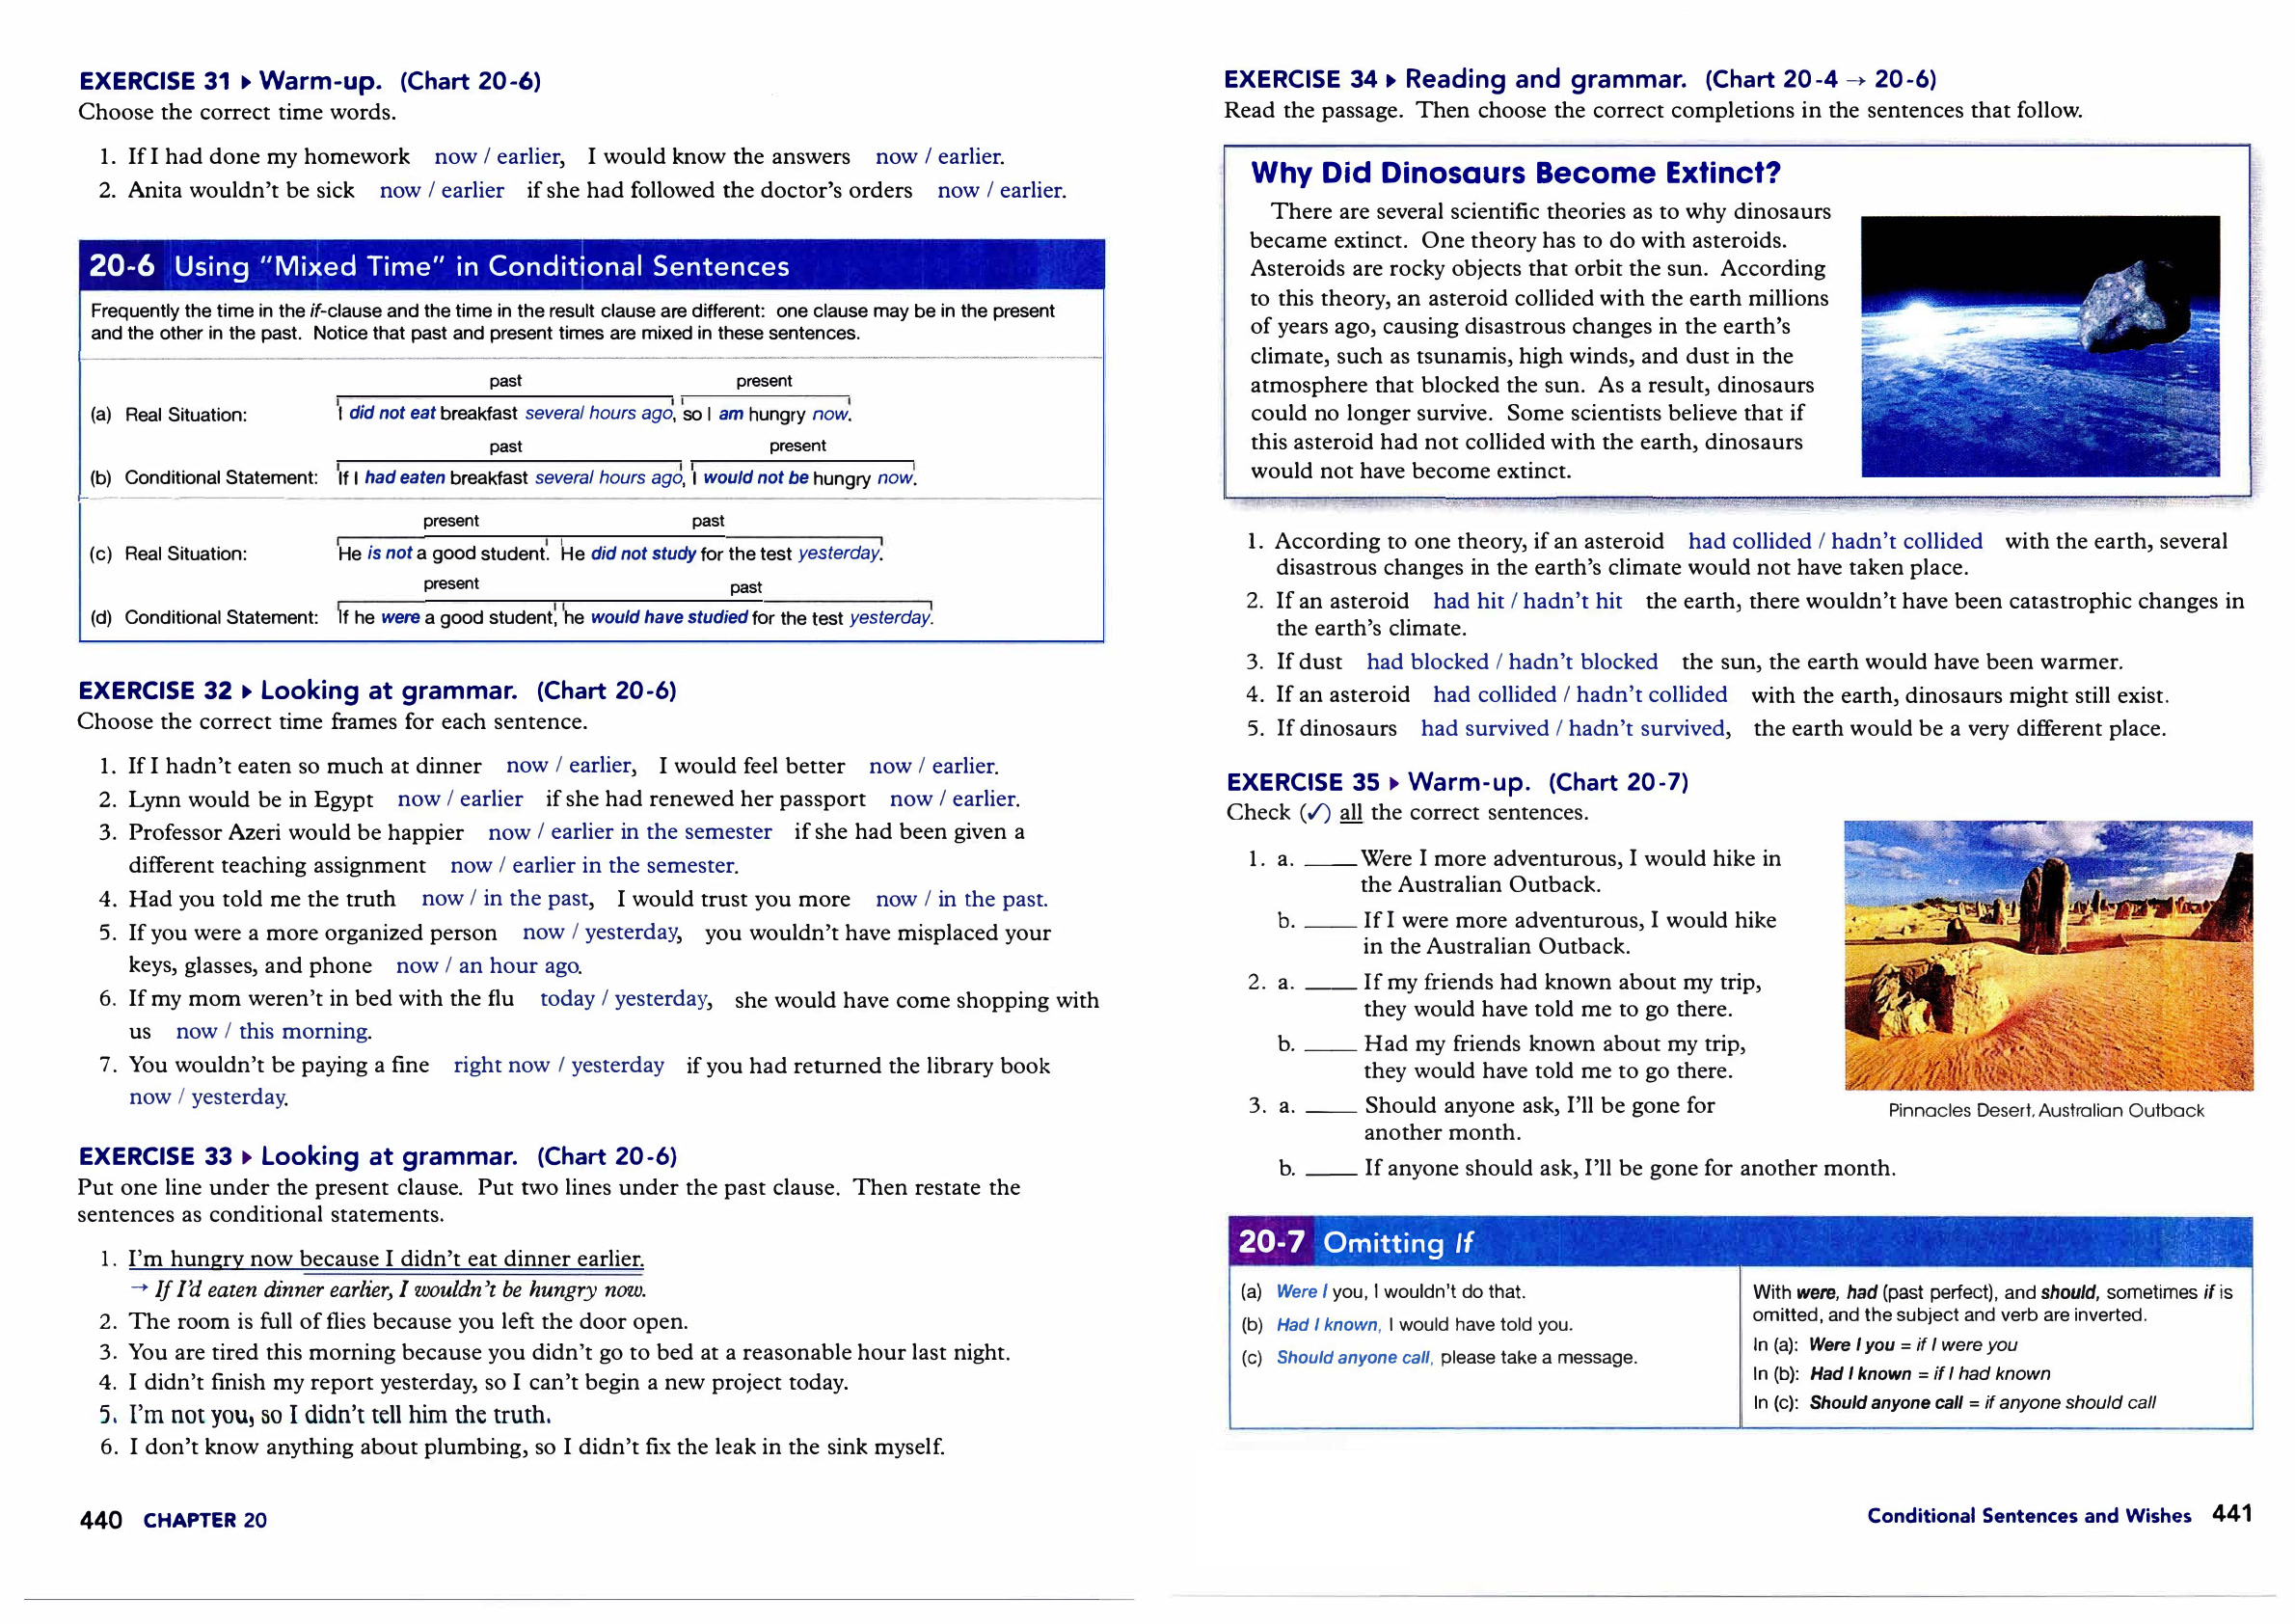 EXERCISE 31 ▸ Warm-up. (Chart 20-6)
Choose the correct time words.
1. If I had done my homework now / earlier, I would know the answers now / earlier.
2. Anita wouldn't be sick now / earlier if she had followed the doctor's orders now / earlier.
20-6 Using "Mixed Time" in Conditional Sentences
Frequently the time in the if-clause and the time in the result clause are different: one clause may be in the present
and the other in the past. Notice that past and present times are mixed in these sentences.
past present
(a) Real Situation: I did not eat breakfast several hours ago, so I am hungry now.
past present
(b) Conditional Statement: If I had eaten breakfast several hours ago, I would not be hungry now.
present past
(c) Real Situation: He is not a good student. He did not study for the test yesterday.
present past
(d) Conditional Statement: If he were a good student, he would have studied for the test yesterday.
EXERCISE 32 ▸ Looking at grammar. (Chart 20-6)
Choose the correct time frames for each sentence.
1. If I hadn't eaten so much at dinner now / earlier, I would feel better now / earlier.
2. Lynn would be in Egypt now / earlier if she had renewed her passport now / earlier.
3. Professor Azeri would be happier now / earlier in the semester if she had been given a
different teaching assignment now / earlier in the semester.
4. Had you told me the truth now / in the past, I would trust you more now / in the past.
5. If you were a more organized person now / yesterday, you wouldn't have misplaced your
keys, glasses, and phone now / an hour ago.
6. If my mom weren't in bed with the flu today / yesterday, she would have come shopping with
us now / this morning.
7. You wouldn't be paying a fine right now / yesterday if you had returned the library book
now / yesterday.
EXERCISE 33 ▸ Looking at grammar. (Chart 20-6)
Put one line under the present clause. Put two lines under the past clause. Then restate the
sentences as conditional statements.
1. I'm hungry now because I didn't eat dinner earlier.
→ If I'd eaten dinner earlier, I wouldn't be hungry now.
2. The room is full of flies because you left the door open.
3. You are tired this morning because you didn't go to bed at a reasonable hour last night.
4. I didn't finish my report yesterday, so I can't begin a new project today.
5. I'm not you, so I didn't tell him the truth.
6. I don't know anything about plumbing, so I didn't fix the leak in the sink myself.
440 CHAPTER 20
EXERCISE 34 ▸ Reading and grammar. (Chart 20-4 → 20-6)
Read the passage. Then choose the correct completions in the sentences that follow.
Why Did Dinosaurs Become Extinct?
There are several scientific theories as to why dinosaurs
became extinct. One theory has to do with asteroids.
Asteroids are rocky objects that orbit the sun. According
to this theory, an asteroid collided with the earth millions
of years ago, causing disastrous changes in the earth's
climate, such as tsunamis, high winds, and dust in the
atmosphere that blocked the sun. As a result, dinosaurs
could no longer survive. Some scientists believe that if
this asteroid had not collided with the earth, dinosaurs
would not have become extinct.
1. According to one theory, if an asteroid had collided / hadn't collided with the earth, several
disastrous changes in the earth's climate would not have taken place.
2. If an asteroid had hit / hadn't hit the earth, there wouldn't have been catastrophic changes in
the earth's climate.
3. If dust had blocked / hadn't blocked the sun, the earth would have been warmer.
4. If an asteroid had collided / hadn't collided with the earth, dinosaurs might still exist.
5. If dinosaurs had survived / hadn't survived, the earth would be a very different place.
EXERCISE 35 ▸ Warm-up. (Chart 20-7)
Check (✓) all the correct sentences.
1. a. ____ Were I more adventurous, I would hike in
the Australian Outback.
b. ____ If I were more adventurous, I would hike
in the Australian Outback.
2. a. ____ If my friends had known about my trip,
they would have told me to go there.
b. ____ Had my friends known about my trip,
they would have told me to go there.
3. a. ____ Should anyone ask, I'll be gone for
another month.
b. ____ If anyone should ask, I'll be gone for another month.
Pinnacles Desert, Australian Outback
20-7 Omitting If
(a) Were I you, I wouldn't do that.
(b) Had I known, I would have told you.
(c) Should anyone call, please take a message.
With were, had (past perfect), and should, sometimes if is
omitted, and the subject and verb are inverted.
In (a): Were I you = if I were you
In (b): Had I known = if I had known
In (c): Should anyone call = if anyone should call
Conditional Sentences and Wishes 441